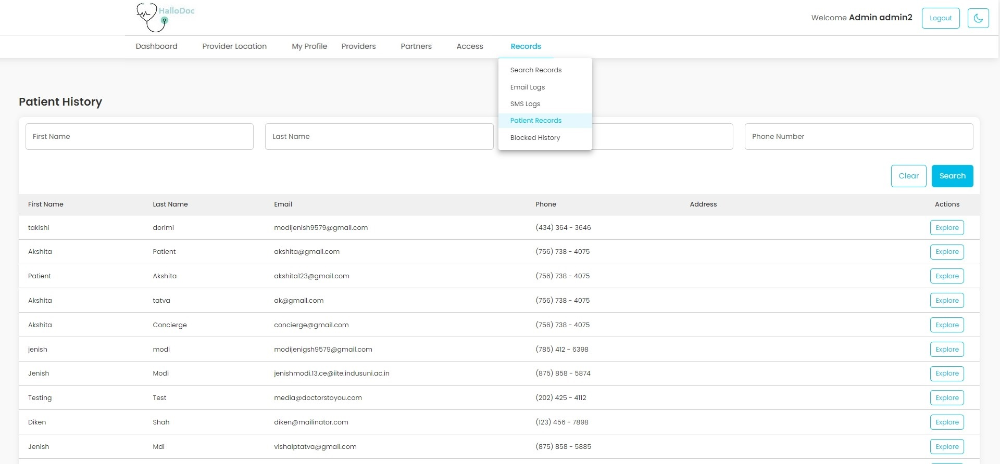 HalloDoc
Welcome Admin admin2 Logout
Dashboard Provider Location My Profile Providers Partners Access Records
Search Records
Email Logs
SMS Logs
Patient Records
Blocked History
Patient History
First Name Last Name Phone Number
Clear Search
First Name Last Name Email Phone Address Actions
takishi dorimi modijenish9579@gmail.com (434) 364 - 3646 Explore
Akshita Patient akshita@gmail.com (756) 738 - 4075 Explore
Patient Akshita akshita123@gmail.com (756) 738 - 4075 Explore
Akshita tatva ak@gmail.com (756) 738 - 4075 Explore
Akshita Concierge concierge@gmail.com (756) 738 - 4075 Explore
jenish modi modijenigsh9579@gmail.com (785) 412 - 6398 Explore
Jenish Modi jenishmodi.13.ce@iite.indusuni.ac.in (875) 858 - 5874 Explore
Testing Test media@doctorstoyou.com (202) 425 - 4112 Explore
Diken Shah diken@mailinator.com (123) 456 - 7898 Explore
Jenish Mdi vishalptatva@gmail.com (875) 858 - 5885 Explore